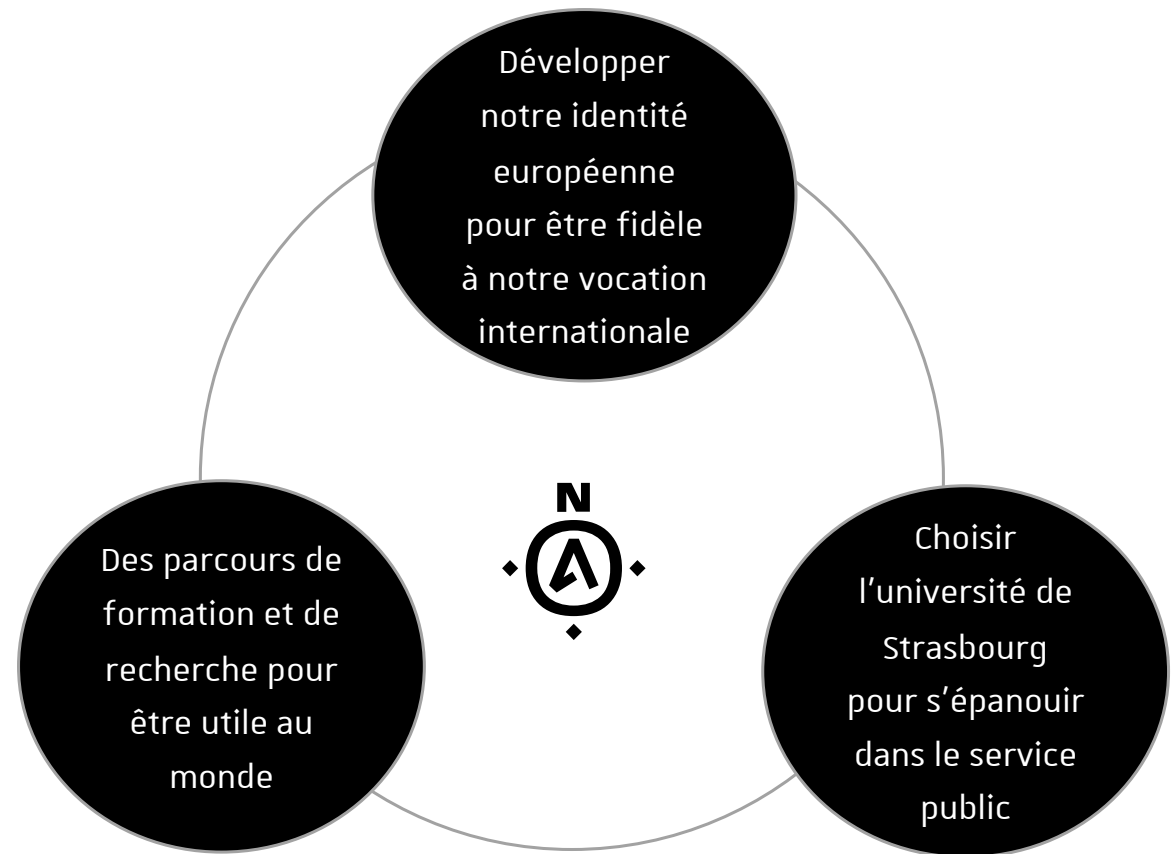 Développer
notre identité
européenne
pour être fidèle
à notre vocation
internationale
N
Des parcours de
formation et de
recherche pour
être utile au
monde
Choisir
l'université de
Strasbourg
pour s'épanouir
dans le service
public